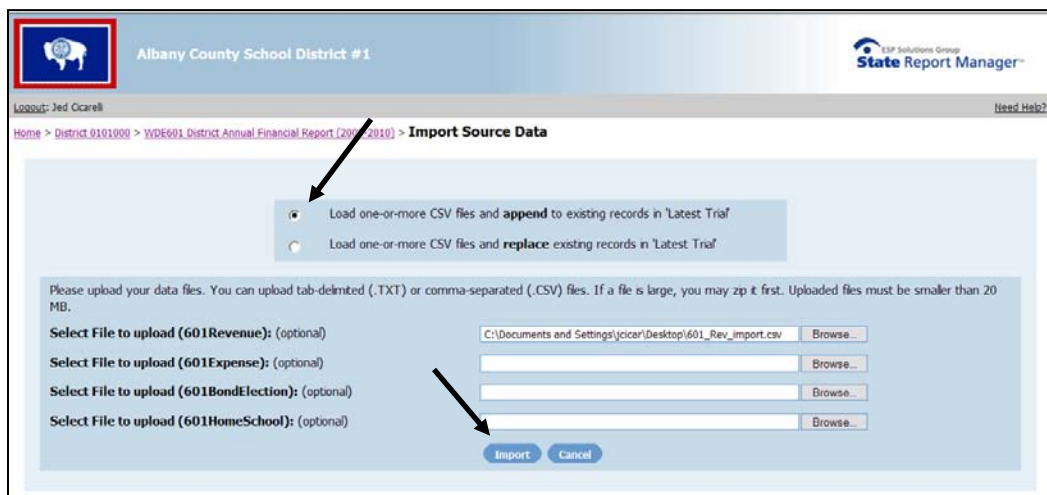 Albany County School District #1
ESP Solutions Group
State Report Manager
Logout: Jed Cicarelli
Need Help?
Home > District 0101000 > WDE601 District Annual Financial Report (2009-2010) > Import Source Data
Load one-or-more CSV files and append to existing records in 'Latest Trial'
Load one-or-more CSV files and replace existing records in 'Latest Trial'
Please upload your data files. You can upload tab-delimited (.TXT) or comma-separated (.CSV) files. If a file is large, you may zip it first. Uploaded files must be smaller than 20
MB.
Select File to upload (601Revenue): (optional)
C:\Documents and Settings\jcicar\Desktop\601_Rev_import.csv
Browse...
Select File to upload (601Expense): (optional)
Browse...
Select File to upload (601BondElection): (optional)
Browse...
Select File to upload (601HomeSchool): (optional)
Browse...
Import
Cancel